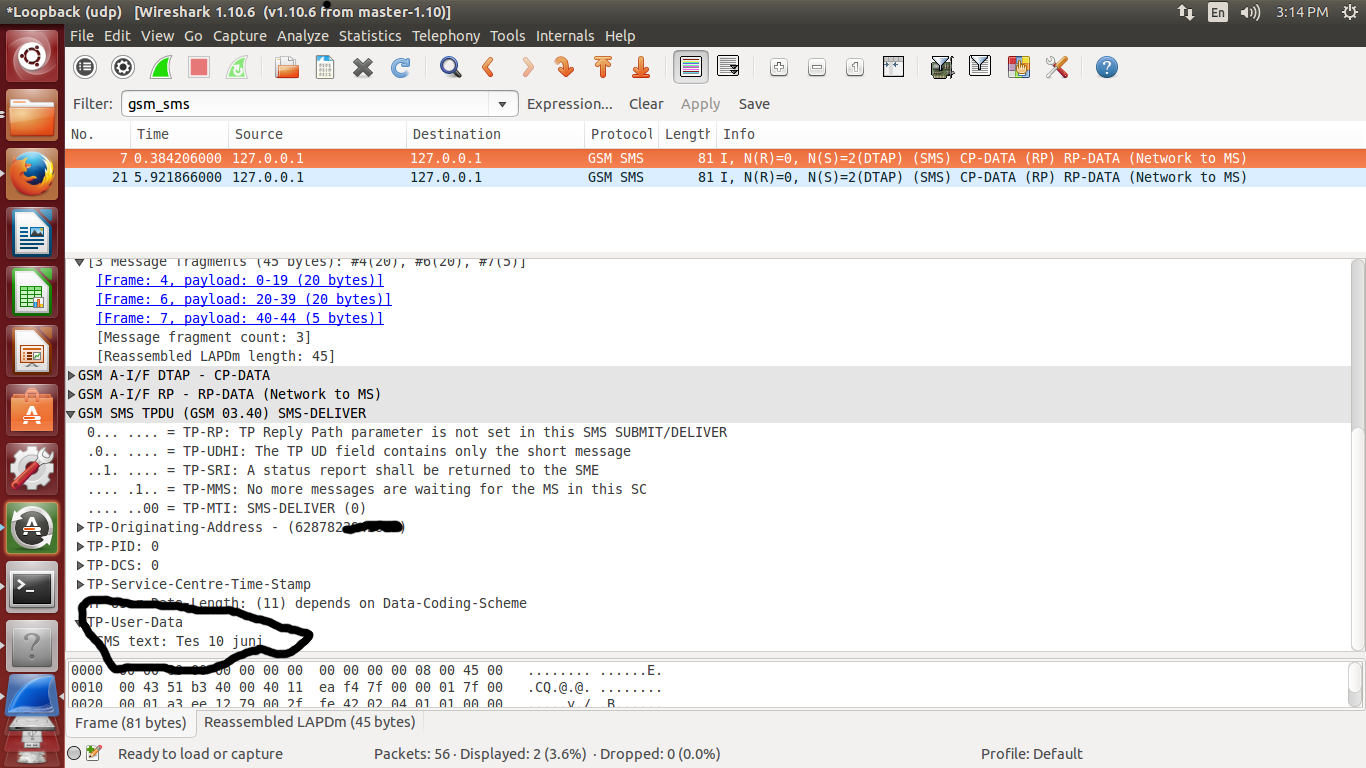 *Loopback (udp) [Wireshark 1.10.6 (v1.10.6 from master-1.10)]
En 3:14 PM
File Edit View Go Capture Analyze Statistics Telephony Tools Internals Help
Filter: gsm_sms Expression... Clear Apply Save
No. Time Source Destination Protocol Length Info
7 0.384206000 127.0.0.1 127.0.0.1 GSM SMS 81 I, N(R)=0, N(S)=2(DTAP) (SMS) CP-DATA (RP) RP-DATA (Network to MS)
21 5.921866000 127.0.0.1 127.0.0.1 GSM SMS 81 I, N(R)=0, N(S)=2(DTAP) (SMS) CP-DATA (RP) RP-DATA (Network to MS)
[3 Message fragments (45 bytes): #4(20), #6(20), #7(5)]
[Frame: 4, payload: 0-19 (20 bytes)]
[Frame: 6, payload: 20-39 (20 bytes)]
[Frame: 7, payload: 40-44 (5 bytes)]
[Message fragment count: 3]
[Reassembled LAPDm length: 45]
GSM A-I/F DTAP - CP-DATA
GSM A-I/F RP - RP-DATA (Network to MS)
GSM SMS TPDU (GSM 03.40) SMS-DELIVER
0... .... = TP-RP: TP Reply Path parameter is not set in this SMS SUBMIT/DELIVER
.0.. .... = TP-UDHI: The TP UD field contains only the short message
..1. .... = TP-SRI: A status report shall be returned to the SME
.... .1.. = TP-MMS: No more messages are waiting for the MS in this SC
.... ..00 = TP-MTI: SMS-DELIVER (0)
TP-Originating-Address - (628782
TP-PID: 0
TP-DCS: 0
TP-Service-Centre-Time-Stamp
TP-User-Data-Length: (11) depends on Data-Coding-Scheme
TP-User-Data
SMS text: Tes 10 juni
0000 00 00 00 00 00 00 00 00 00 00 00 00 08 00 45 00 ........ ......E.
0010 00 43 51 b3 40 00 40 11 ea f4 7f 00 00 01 7f 00 .CQ.@.@. ........
0020 00 01 a3 ee 12 79 00 2f fe 42 02 04 01 01 00 00 .....y./ .B......
Frame (81 bytes) Reassembled LAPDm (45 bytes)
Ready to load or capture Packets: 56 · Displayed: 2 (3.6%) · Dropped: 0 (0.0%) Profile: Default